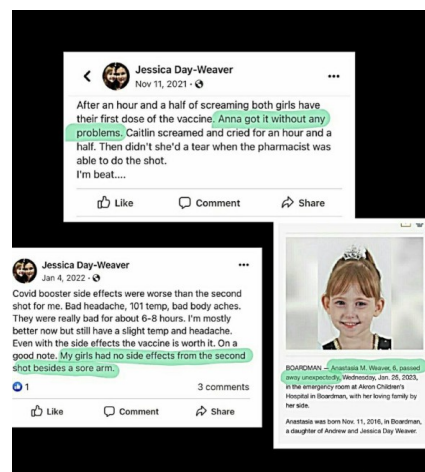 Jessica Day-Weaver
Nov 11, 2021 ·
After an hour and a half of screaming both girls have
their first dose of the vaccine. Anna got it without any
problems. Caitlin screamed and cried for an hour and a
half. Then didn't she'd a tear when the pharmacist was
able to do the shot.
I'm beat....
Like Comment Share
Jessica Day-Weaver
Jan 4, 2022 ·
Covid booster side effects were worse than the second
shot for me. Bad headache, 101 temp, bad body aches.
They were really bad for about 6-8 hours. I'm mostly
better now but still have a slight temp and headache.
Even with the side effects the vaccine is worth it. On a
good note. My girls had no side effects from the second
shot besides a sore arm.
1 3 comments
Like Comment Share
BOARDMAN — Anastasia M. Weaver, 6, passed
away unexpectedly, Wednesday, Jan. 25, 2023,
in the emergency room at Akron Children's
Hospital in Boardman, with her loving family by
her side.
Anastasia was born Nov. 11, 2016, in Boardman,
a daughter of Andrew and Jessica Day Weaver.